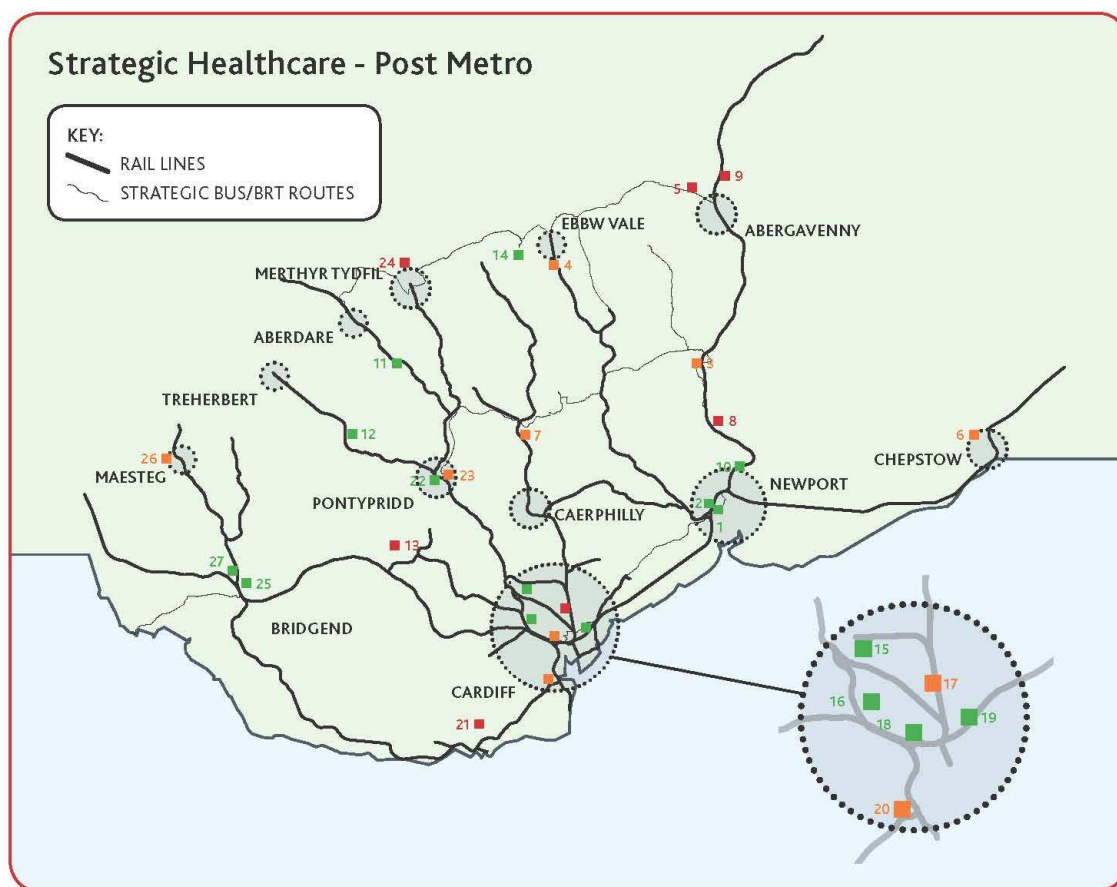 Strategic Healthcare - Post Metro
KEY:
RAIL LINES
STRATEGIC BUS/BRT ROUTES
9
5
EBBW VALE
ABERGAVENNY
14
24
4
MERTHYR TYDFIL
ABERDARE
11
3
TREHERBERT
12
7
8
6
26
MAESTEG
22
23
10
CHEPSTOW
PONTYPRIDD
NEWPORT
2
CAERPHILLY
1
13
27
25
BRIDGEND
CARDIFF
21
15
16
17
18
19
20